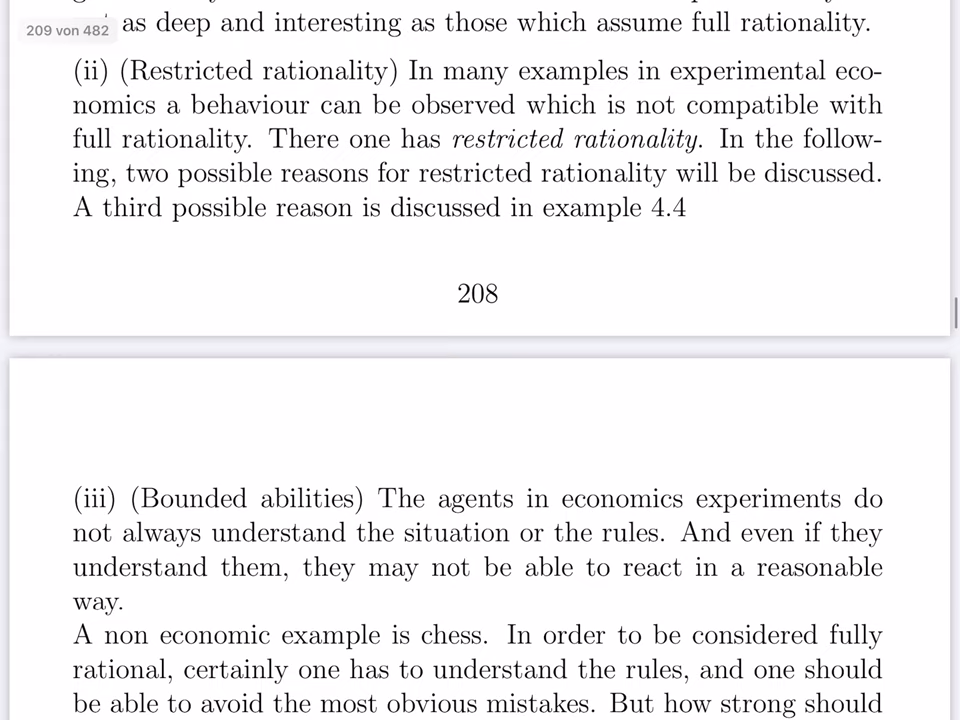 209 von 482
as deep and interesting as those which assume full rationality.
(ii) (Restricted rationality) In many examples in experimental eco-
nomics a behaviour can be observed which is not compatible with
full rationality. There one has restricted rationality. In the follow-
ing, two possible reasons for restricted rationality will be discussed.
A third possible reason is discussed in example 4.4
208
(iii) (Bounded abilities) The agents in economics experiments do
not always understand the situation or the rules. And even if they
understand them, they may not be able to react in a reasonable
way.
A non economic example is chess. In order to be considered fully
rational, certainly one has to understand the rules, and one should
be able to avoid the most obvious mistakes. But how strong should